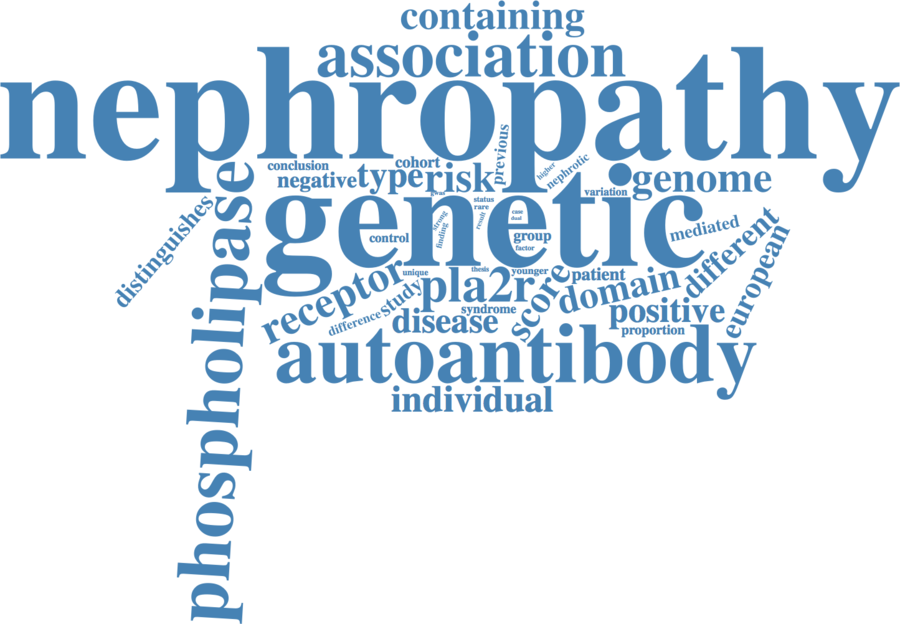 containing
association
nephropathy
conclusion
cohort
previous
higher
nephrotic
negative
type
risk
variation
genome
distinguishes
phospholipase
genetic
status
rare
result
strong
finding
case
dual
control
group
factor
mediated
different
european
receptor
unique
thesis
younger
patient
pla2r
score
domain
study
difference
syndrome
disease
positive
proportion
autoantibody
individual